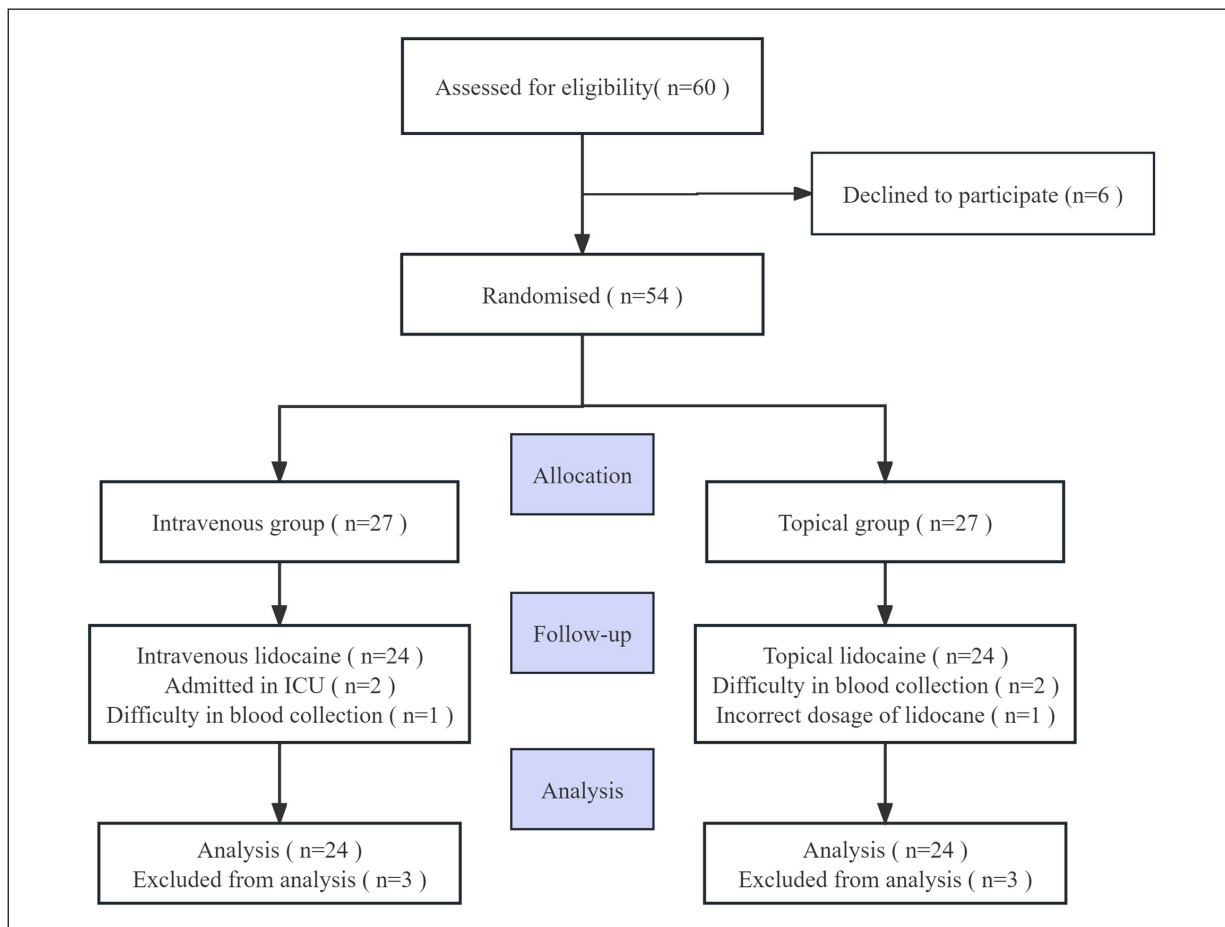 Assessed for eligibility( n=60 )
Declined to participate (n=6 )
Randomised ( n=54 )
Allocation
Intravenous group ( n=27 )
Topical group ( n=27 )
Follow-up
Intravenous lidocaine ( n=24 )
Admitted in ICU ( n=2 )
Difficulty in blood collection ( n=1 )
Topical lidocaine ( n=24 )
Difficulty in blood collection ( n=2 )
Incorrect dosage of lidocane ( n=1 )
Analysis
Analysis ( n=24 )
Excluded from analysis ( n=3 )
Analysis ( n=24 )
Excluded from analysis ( n=3 )